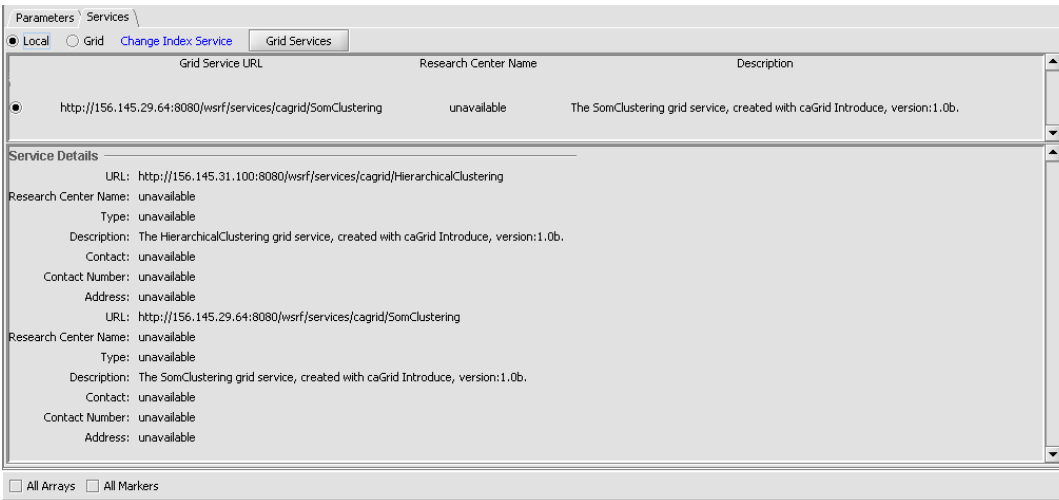 Parameters Services
Local Grid Change Index Service Grid Services
Grid Service URL Research Center Name Description
http://156.145.29.64:8080/wsrf/services/cagrid/SomClustering unavailable The SomClustering grid service, created with caGrid Introduce, version:1.0b.
Service Details
URL: http://156.145.31.100:8080/wsrf/services/cagrid/HierarchicalClustering
Research Center Name: unavailable
Type: unavailable
Description: The HierarchicalClustering grid service, created with caGrid Introduce, version:1.0b.
Contact: unavailable
Contact Number: unavailable
Address: unavailable
URL: http://156.145.29.64:8080/wsrf/services/cagrid/SomClustering
Research Center Name: unavailable
Type: unavailable
Description: The SomClustering grid service, created with caGrid Introduce, version:1.0b.
Contact: unavailable
Contact Number: unavailable
Address: unavailable
All Arrays All Markers